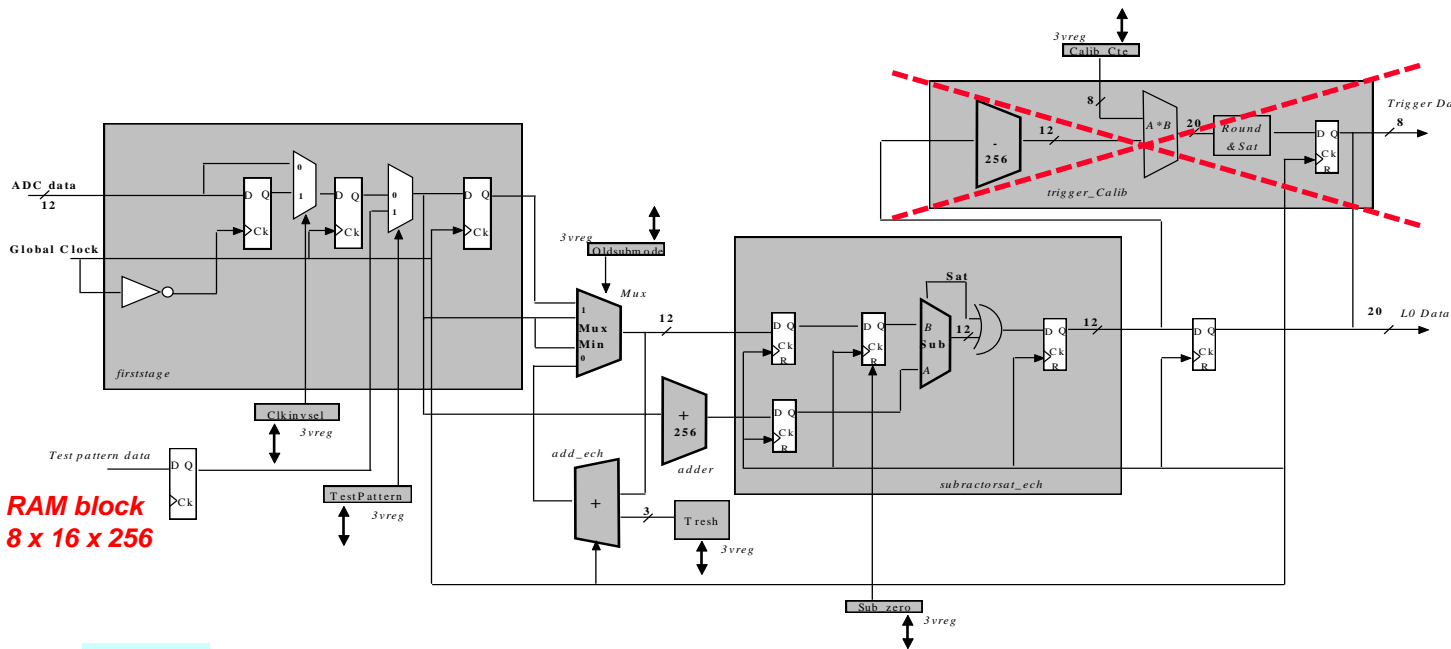 3vreg
Calib_Cte
8
Trigger Da
8
A*B
20
Round
&Sat
12
-
256
D Q
Ck
R
trigger_Calib
ADC data
12
0
1
D Q
Ck
D Q
Ck
0
1
D Q
Ck
Global Clock
firststage
3vreg
Oldsubmode
Mux
1
Mux
Min
0
12
Sat
D Q
Ck
R
D Q
Ck
R
B
Sub
A
12
D Q
Ck
R
12
D Q
Ck
R
20
L0 Data
D Q
Ck
R
subractorsat_ech
Clkinvsel
3vreg
+
256
adder
add_ech
+
3
Tresh
3vreg
Test pattern data
D Q
Ck
TestPattern
3vreg
RAM block
8 x 16 x 256
Sub_zero
3vreg